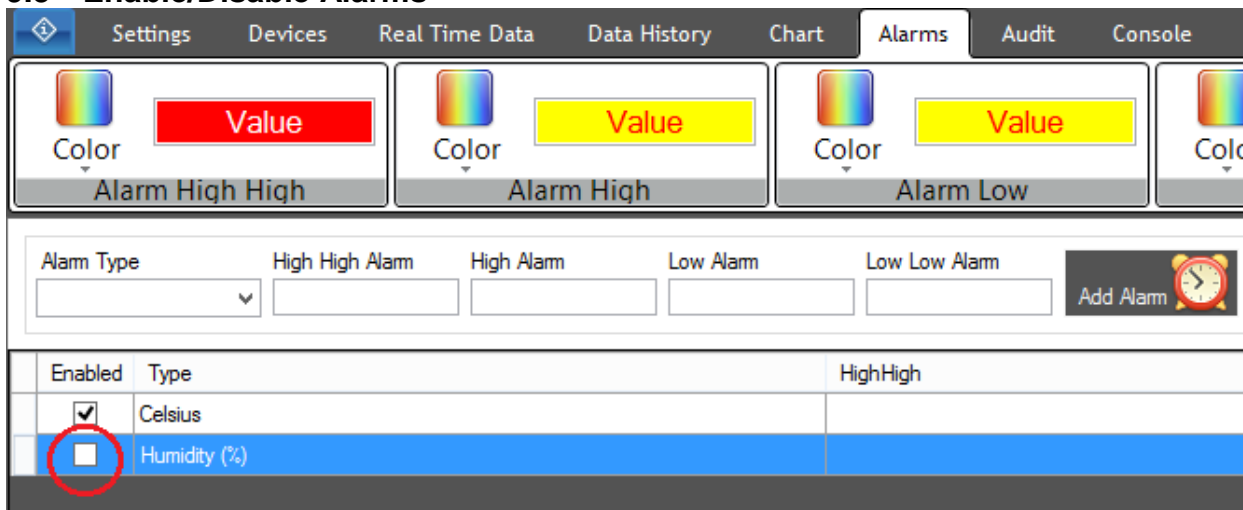 Enable/Disable Alarms
Settings Devices Real Time Data Data History Chart Alarms Audit Console
Value Value Value
Color Color Color
Alarm High High Alarm High Alarm Low
Alarm Type High High Alarm High Alarm Low Alarm Low Low Alarm
Add Alarm
Enabled Type HighHigh
Celsius
Humidity (%)